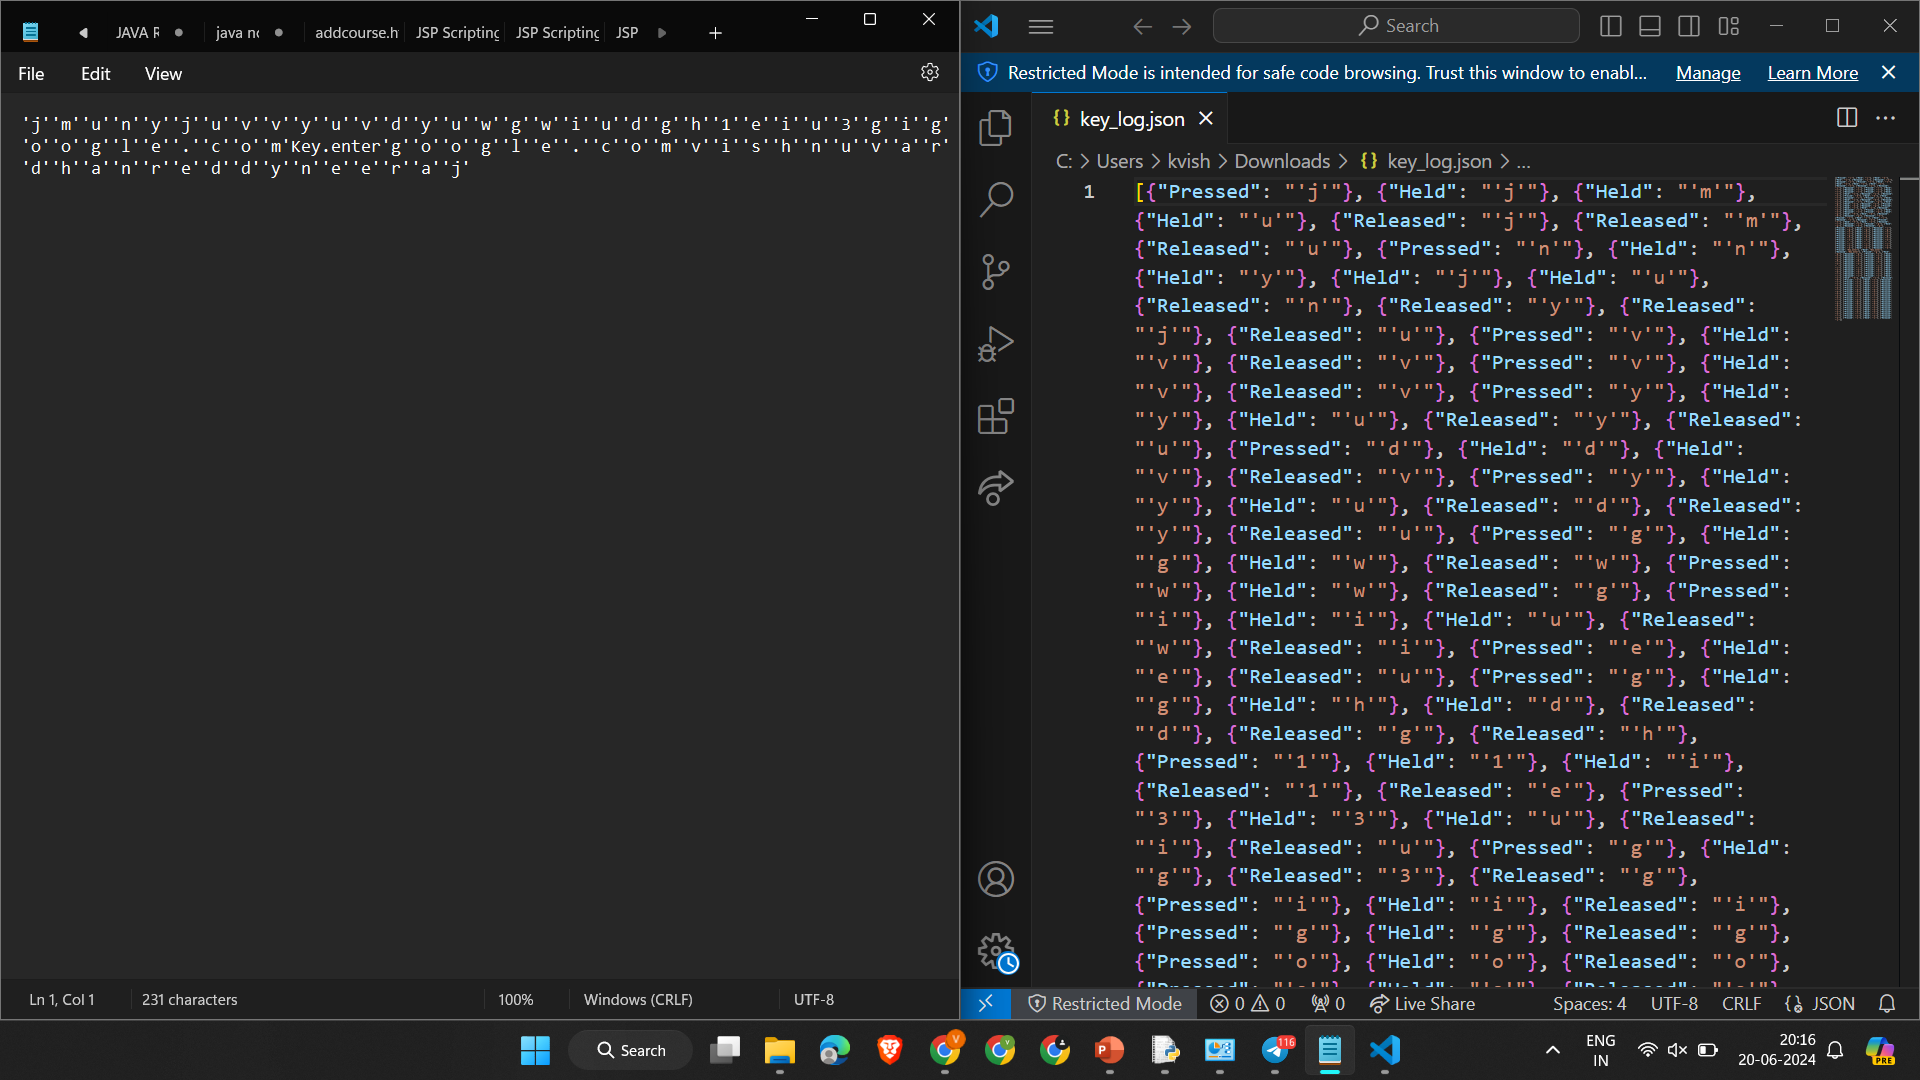 JAVA R
java no
addcourse.h
JSP Scripting
JSP Scripting
JSP
File
Edit
View
'j''m''u''n''y''j''u''v''v''y''u''v''d''y''u''w''g''w''i''u''d''g''h''1''e''i''u''3''g''i''g'
'o''o''g''l''e''.''c''o''m'Key.enter'g''o''o''g''l''e''.''c''o''m''v''i''s''h''n''u''v''a''r'
'd''h''a''n''r''e''d''d''y''n''e''e''r''a''j'
Ln 1, Col 1
231 characters
100%
Windows (CRLF)
UTF-8
Search
Restricted Mode is intended for safe code browsing. Trust this window to enabl...
Manage
Learn More
{} key_log.json
C: > Users > kvish > Downloads > {} key_log.json > ...
1
[{"Pressed": "'j'"}, {"Held": "'j'"}, {"Held": "'m'"},
{"Held": "'u'"}, {"Released": "'j'"}, {"Released": "'m'"},
{"Released": "'u'"}, {"Pressed": "'n'"}, {"Held": "'n'"},
{"Held": "'y'"}, {"Held": "'j'"}, {"Held": "'u'"},
{"Released": "'n'"}, {"Released": "'y'"}, {"Released":
"'j'"}, {"Released": "'u'"}, {"Pressed": "'v'"}, {"Held":
"'v'"}, {"Released": "'v'"}, {"Pressed": "'v'"}, {"Held":
"'v'"}, {"Released": "'v'"}, {"Pressed": "'y'"}, {"Held":
"'y'"}, {"Held": "'u'"}, {"Released": "'y'"}, {"Released":
"'u'"}, {"Pressed": "'d'"}, {"Held": "'d'"}, {"Held":
"'v'"}, {"Released": "'v'"}, {"Pressed": "'y'"}, {"Held":
"'y'"}, {"Held": "'u'"}, {"Released": "'d'"}, {"Released":
"'y'"}, {"Released": "'u'"}, {"Pressed": "'g'"}, {"Held":
"'g'"}, {"Held": "'w'"}, {"Released": "'w'"}, {"Pressed":
"'w'"}, {"Held": "'w'"}, {"Released": "'g'"}, {"Pressed":
"'i'"}, {"Held": "'i'"}, {"Held": "'u'"}, {"Released":
"'w'"}, {"Released": "'i'"}, {"Pressed": "'e'"}, {"Held":
"'e'"}, {"Released": "'u'"}, {"Pressed": "'g'"}, {"Held":
"'g'"}, {"Held": "'h'"}, {"Held": "'d'"}, {"Released":
"'d'"}, {"Released": "'g'"}, {"Released": "'h'"},
{"Pressed": "'1'"}, {"Held": "'1'"}, {"Held": "'i'"},
{"Released": "'1'"}, {"Released": "'e'"}, {"Pressed":
"'3'"}, {"Held": "'3'"}, {"Held": "'u'"}, {"Released":
"'i'"}, {"Released": "'u'"}, {"Pressed": "'g'"}, {"Held":
"'g'"}, {"Released": "'3'"}, {"Released": "'g'"},
{"Pressed": "'i'"}, {"Held": "'i'"}, {"Released": "'i'"},
{"Pressed": "'g'"}, {"Held": "'g'"}, {"Released": "'g'"},
{"Pressed": "'o'"}, {"Held": "'o'"}, {"Released": "'o'"},
Restricted Mode
0
0
0
Live Share
Spaces: 4
UTF-8
CRLF
{} JSON
Search
V
V
116
ENG
IN
20:16
20-06-2024
PRE